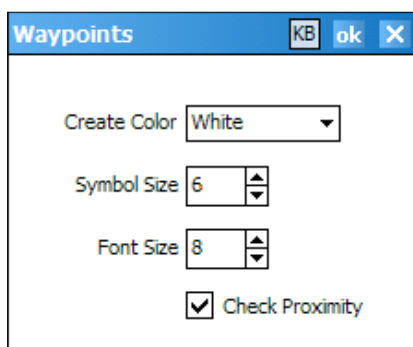 Waypoints KB ok
Create Color White
Symbol Size 6
Font Size 8
Check Proximity